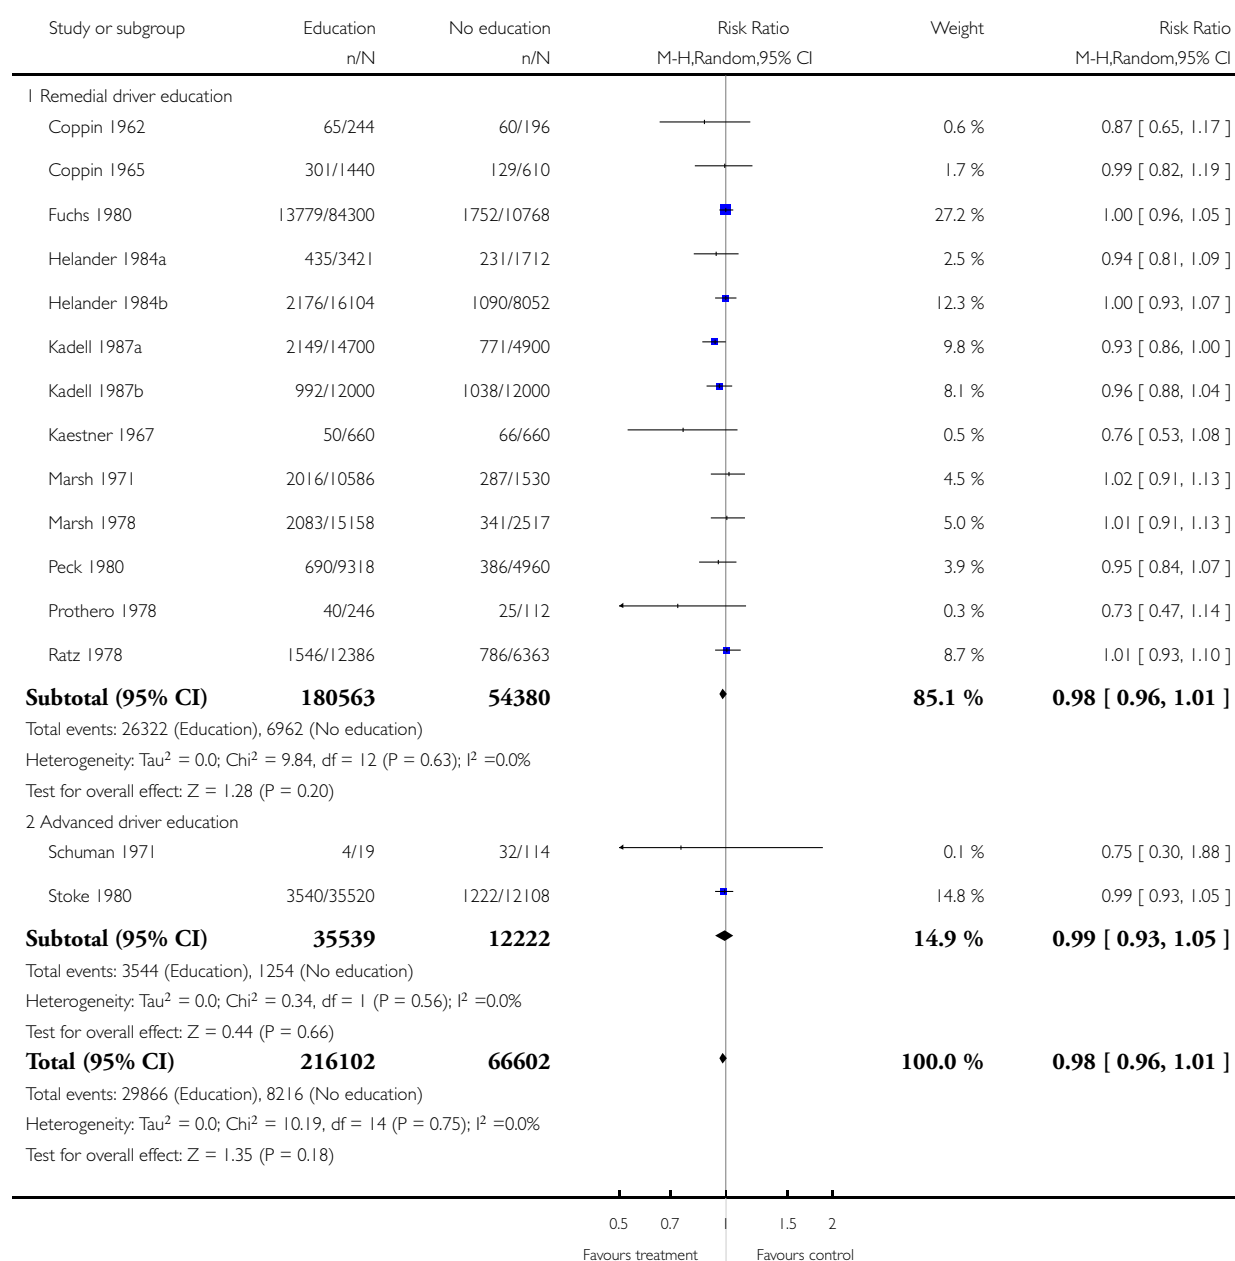 Study or subgroup Education No education Risk Ratio Weight Risk Ratio
n/N n/N M-H,Random,95% CI M-H,Random,95% CI
1 Remedial driver education
Coppin 1962 65/244 60/196 0.6 % 0.87 [ 0.65, 1.17 ]
Coppin 1965 301/1440 129/610 1.7 % 0.99 [ 0.82, 1.19 ]
Fuchs 1980 13779/84300 1752/10768 27.2 % 1.00 [ 0.96, 1.05 ]
Helander 1984a 435/3421 231/1712 2.5 % 0.94 [ 0.81, 1.09 ]
Helander 1984b 2176/16104 1090/8052 12.3 % 1.00 [ 0.93, 1.07 ]
Kadell 1987a 2149/14700 771/4900 9.8 % 0.93 [ 0.86, 1.00 ]
Kadell 1987b 992/12000 1038/12000 8.1 % 0.96 [ 0.88, 1.04 ]
Kaestner 1967 50/660 66/660 0.5 % 0.76 [ 0.53, 1.08 ]
Marsh 1971 2016/10586 287/1530 4.5 % 1.02 [ 0.91, 1.13 ]
Marsh 1978 2083/15158 341/2517 5.0 % 1.01 [ 0.91, 1.13 ]
Peck 1980 690/9318 386/4960 3.9 % 0.95 [ 0.84, 1.07 ]
Prothero 1978 40/246 25/112 0.3 % 0.73 [ 0.47, 1.14 ]
Ratz 1978 1546/12386 786/6363 8.7 % 1.01 [ 0.93, 1.10 ]
Subtotal (95% CI) 180563 54380 85.1 % 0.98 [ 0.96, 1.01 ]
Total events: 26322 (Education), 6962 (No education)
Heterogeneity: Tau² = 0.0; Chi² = 9.84, df = 12 (P = 0.63); I² =0.0%
Test for overall effect: Z = 1.28 (P = 0.20)
2 Advanced driver education
Schuman 1971 4/19 32/114 0.1 % 0.75 [ 0.30, 1.88 ]
Stoke 1980 3540/35520 1222/12108 14.8 % 0.99 [ 0.93, 1.05 ]
Subtotal (95% CI) 35539 12222 14.9 % 0.99 [ 0.93, 1.05 ]
Total events: 3544 (Education), 1254 (No education)
Heterogeneity: Tau² = 0.0; Chi² = 0.34, df = 1 (P = 0.56); I² =0.0%
Test for overall effect: Z = 0.44 (P = 0.66)
Total (95% CI) 216102 66602 100.0 % 0.98 [ 0.96, 1.01 ]
Total events: 29866 (Education), 8216 (No education)
Heterogeneity: Tau² = 0.0; Chi² = 10.19, df = 14 (P = 0.75); I² =0.0%
Test for overall effect: Z = 1.35 (P = 0.18)
0.5 0.7 1 1.5 2
Favours treatment Favours control